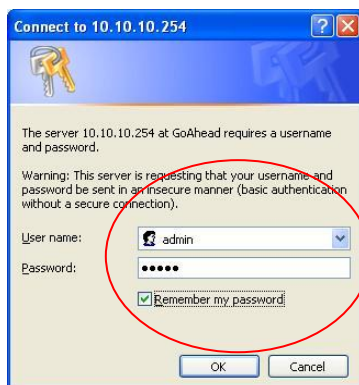 Connect to 10.10.10.254
The server 10.10.10.254 at GoAhead requires a username
and password.
Warning: This server is requesting that your username and
password be sent in an insecure manner (basic authentication
without a secure connection).
User name:
admin
Password:
•••••
Remember my password
OK
Cancel